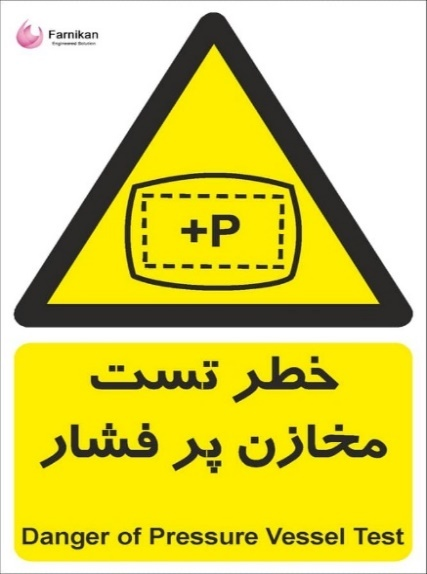 Farnikan
Engineered Solution
+P
خطر تست
مخازن پر فشار
Danger of Pressure Vessel Test